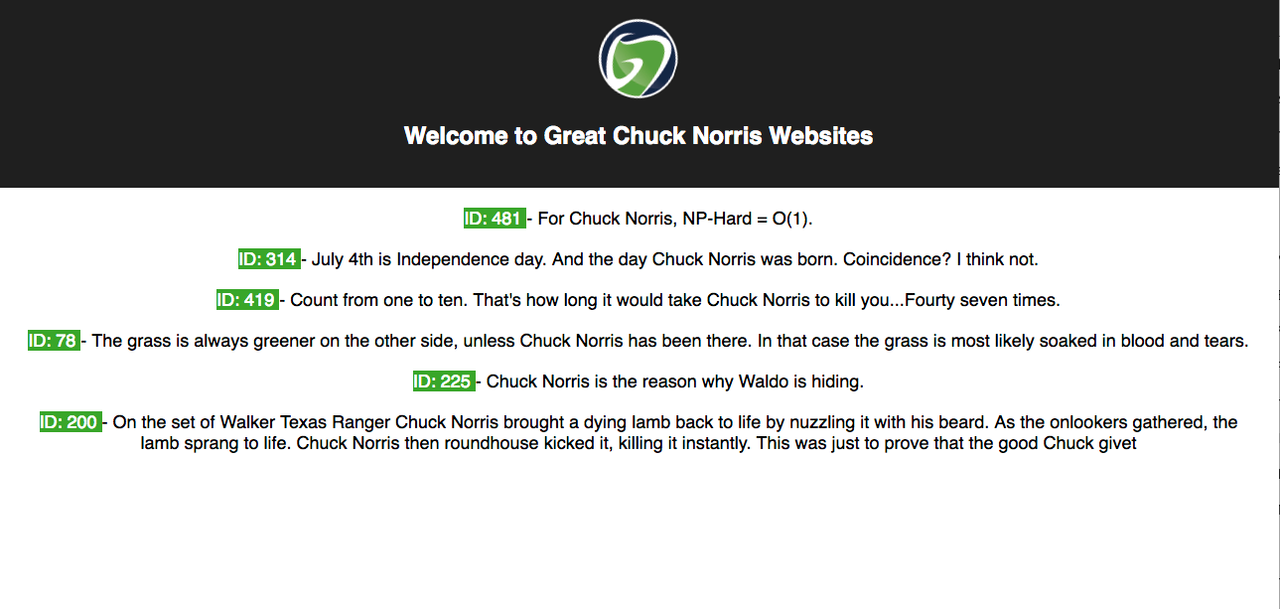 Welcome to Great Chuck Norris Websites
ID: 481 - For Chuck Norris, NP-Hard = O(1).
ID: 314 - July 4th is Independence day. And the day Chuck Norris was born. Coincidence? I think not.
ID: 419 - Count from one to ten. That's how long it would take Chuck Norris to kill you...Fourty seven times.
ID: 78 - The grass is always greener on the other side, unless Chuck Norris has been there. In that case the grass is most likely soaked in blood and tears.
ID: 225 - Chuck Norris is the reason why Waldo is hiding.
ID: 200 - On the set of Walker Texas Ranger Chuck Norris brought a dying lamb back to life by nuzzling it with his beard. As the onlookers gathered, the
lamb sprang to life. Chuck Norris then roundhouse kicked it, killing it instantly. This was just to prove that the good Chuck givet